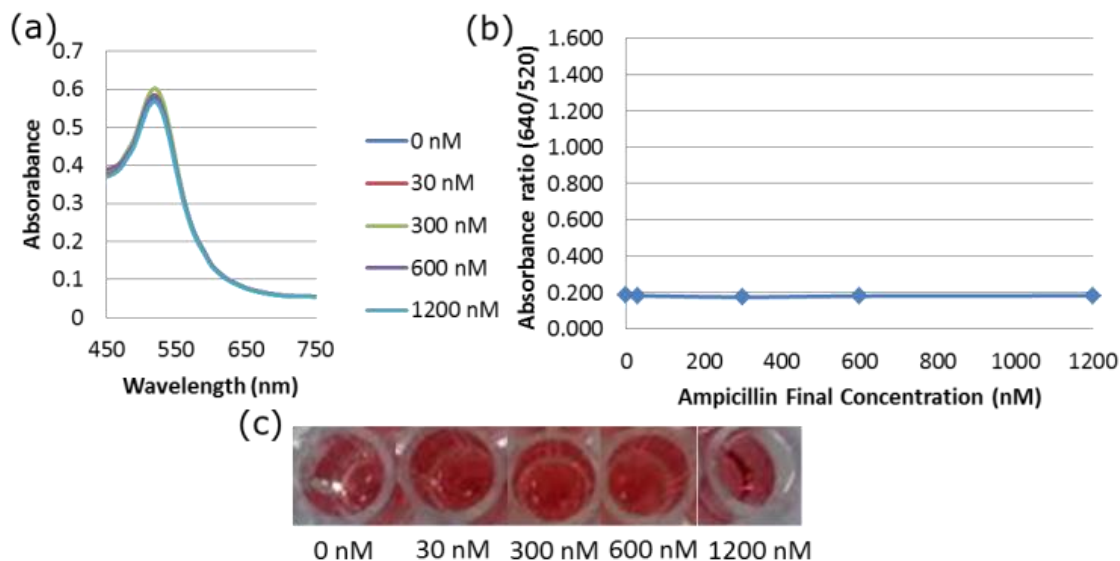 (a)
0.7
0.6
0.5
0.4
0.3
0.2
0.1
0
450 550 650 750
Absorabance
Wavelength (nm)
0 nM
30 nM
300 nM
600 nM
1200 nM
(b)
1.600
1.400
1.200
1.000
0.800
0.600
0.400
0.200
0.000
0 200 400 600 800 1000 1200
Absorbance ratio (640/520)
Ampicillin Final Concentration (nM)
(c)
0 nM 30 nM 300 nM 600 nM 1200 nM